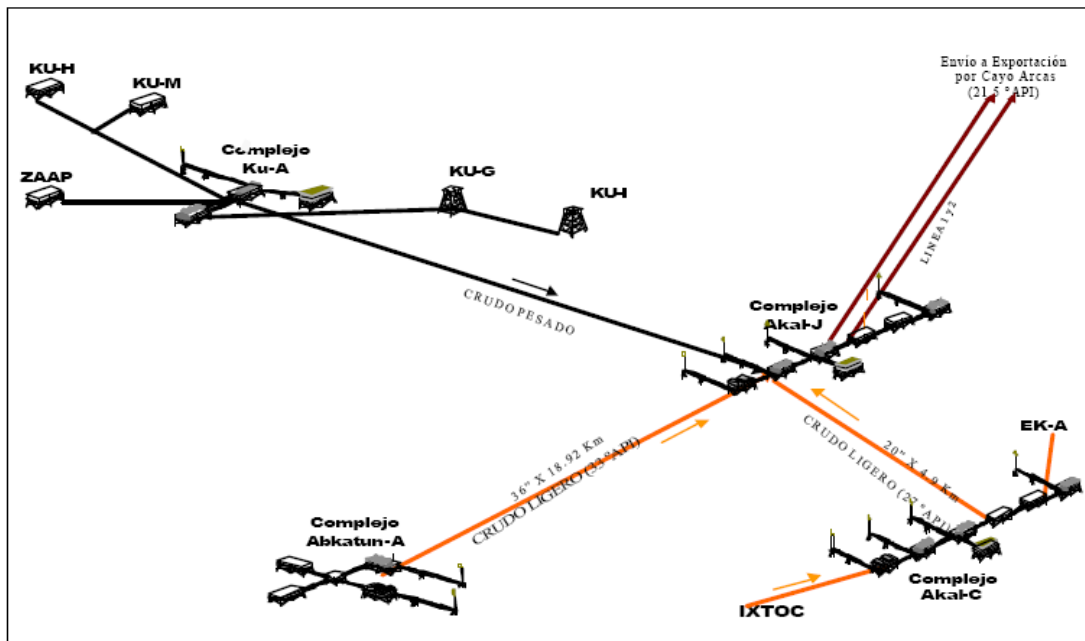 Envío a Exportación
por Cayo Arcas
(21.5 °API)
KU-H
KU-M
Complejo
Ku-A
ZAAP
KU-G
KU-I
LINEA 1 y 2
CRUDO PESADO
Complejo
Akal-J
36" X 18.92 Km
CRUDO LIGERO (33 °API)
20" X 4.9 Km
CRUDO LIGERO (27 °API)
EK-A
Complejo
Abkatun-A
IXTOC
Complejo
Akal-C